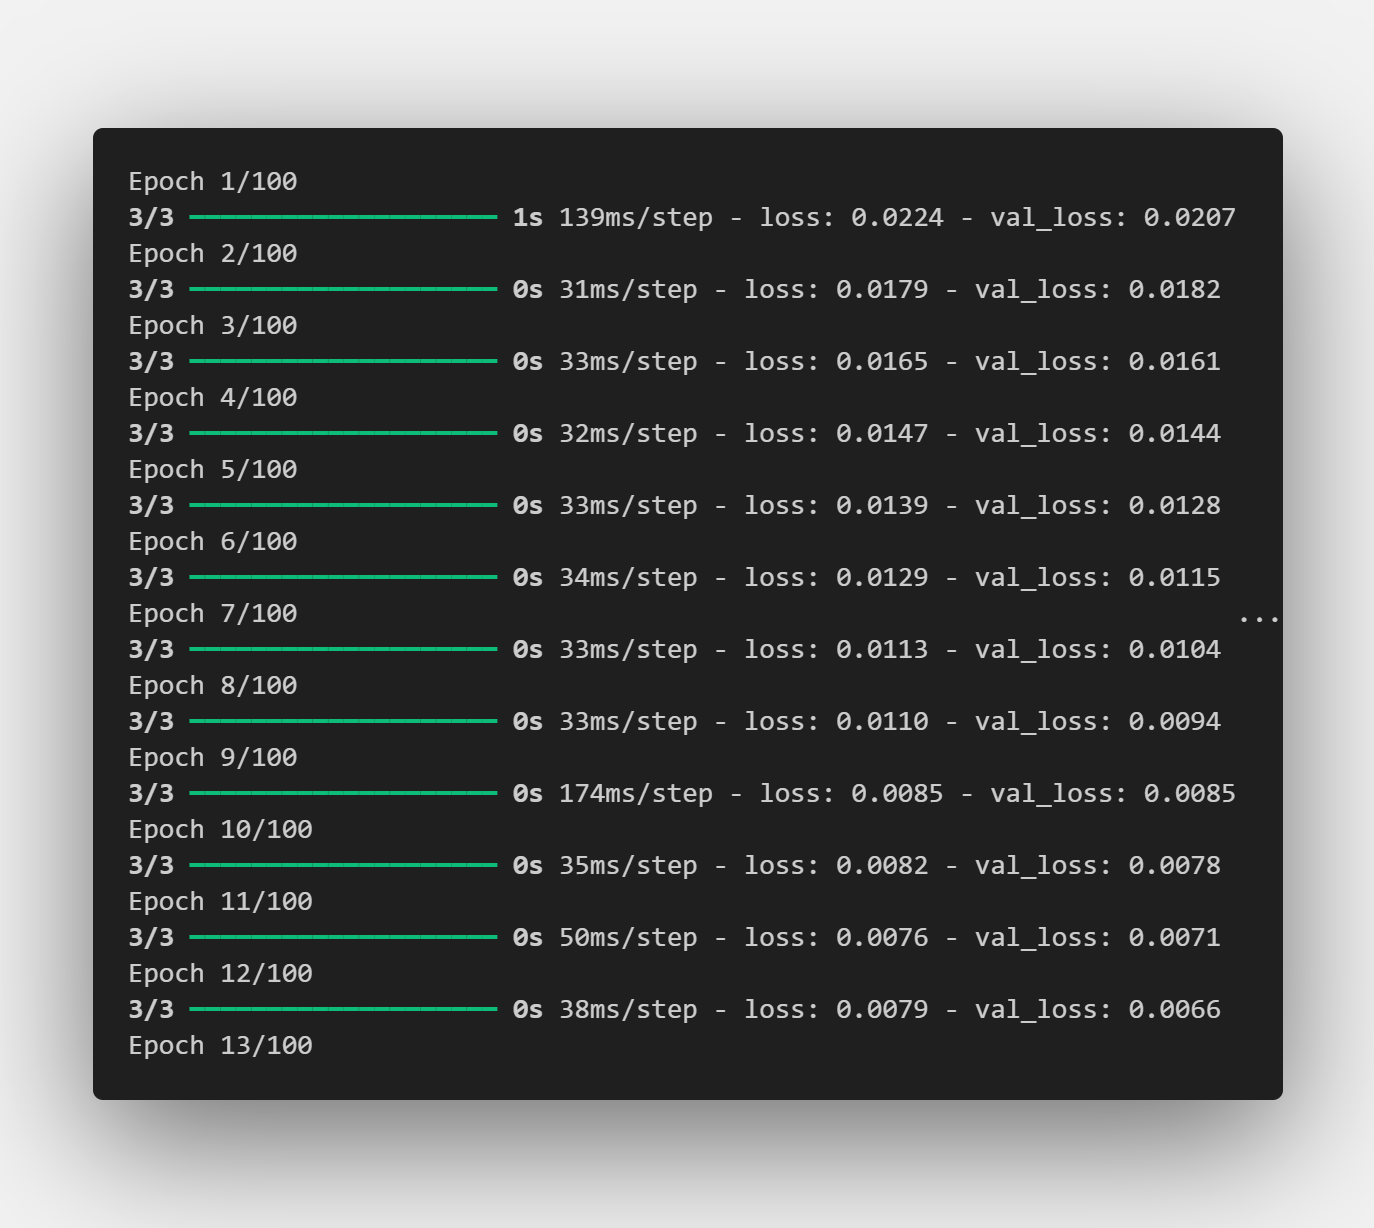 Epoch 1/100
3/3 ━━━━━━━━━━━━━━━━━━━━ 1s 139ms/step - loss: 0.0224 - val_loss: 0.0207
Epoch 2/100
3/3 ━━━━━━━━━━━━━━━━━━━━ 0s 31ms/step - loss: 0.0179 - val_loss: 0.0182
Epoch 3/100
3/3 ━━━━━━━━━━━━━━━━━━━━ 0s 33ms/step - loss: 0.0165 - val_loss: 0.0161
Epoch 4/100
3/3 ━━━━━━━━━━━━━━━━━━━━ 0s 32ms/step - loss: 0.0147 - val_loss: 0.0144
Epoch 5/100
3/3 ━━━━━━━━━━━━━━━━━━━━ 0s 33ms/step - loss: 0.0139 - val_loss: 0.0128
Epoch 6/100
3/3 ━━━━━━━━━━━━━━━━━━━━ 0s 34ms/step - loss: 0.0129 - val_loss: 0.0115
Epoch 7/100 ...
3/3 ━━━━━━━━━━━━━━━━━━━━ 0s 33ms/step - loss: 0.0113 - val_loss: 0.0104
Epoch 8/100
3/3 ━━━━━━━━━━━━━━━━━━━━ 0s 33ms/step - loss: 0.0110 - val_loss: 0.0094
Epoch 9/100
3/3 ━━━━━━━━━━━━━━━━━━━━ 0s 174ms/step - loss: 0.0085 - val_loss: 0.0085
Epoch 10/100
3/3 ━━━━━━━━━━━━━━━━━━━━ 0s 35ms/step - loss: 0.0082 - val_loss: 0.0078
Epoch 11/100
3/3 ━━━━━━━━━━━━━━━━━━━━ 0s 50ms/step - loss: 0.0076 - val_loss: 0.0071
Epoch 12/100
3/3 ━━━━━━━━━━━━━━━━━━━━ 0s 38ms/step - loss: 0.0079 - val_loss: 0.0066
Epoch 13/100